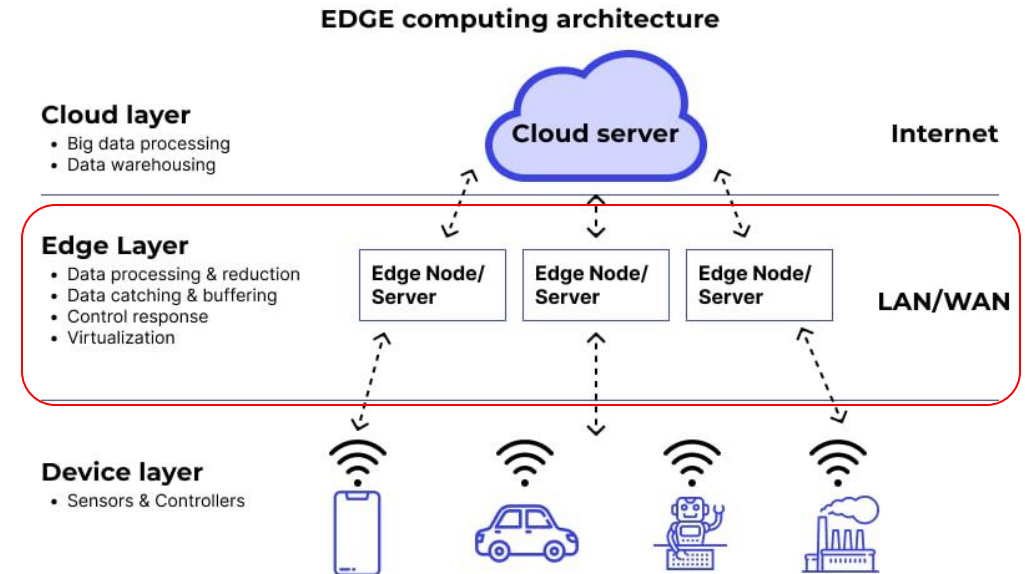 EDGE computing architecture
Cloud layer
• Big data processing
• Data warehousing
Cloud server
Internet
Edge Layer
• Data processing & reduction
• Data catching & buffering
• Control response
• Virtualization
Edge Node/
Server
Edge Node/
Server
Edge Node/
Server
LAN/WAN
Device layer
• Sensors & Controllers